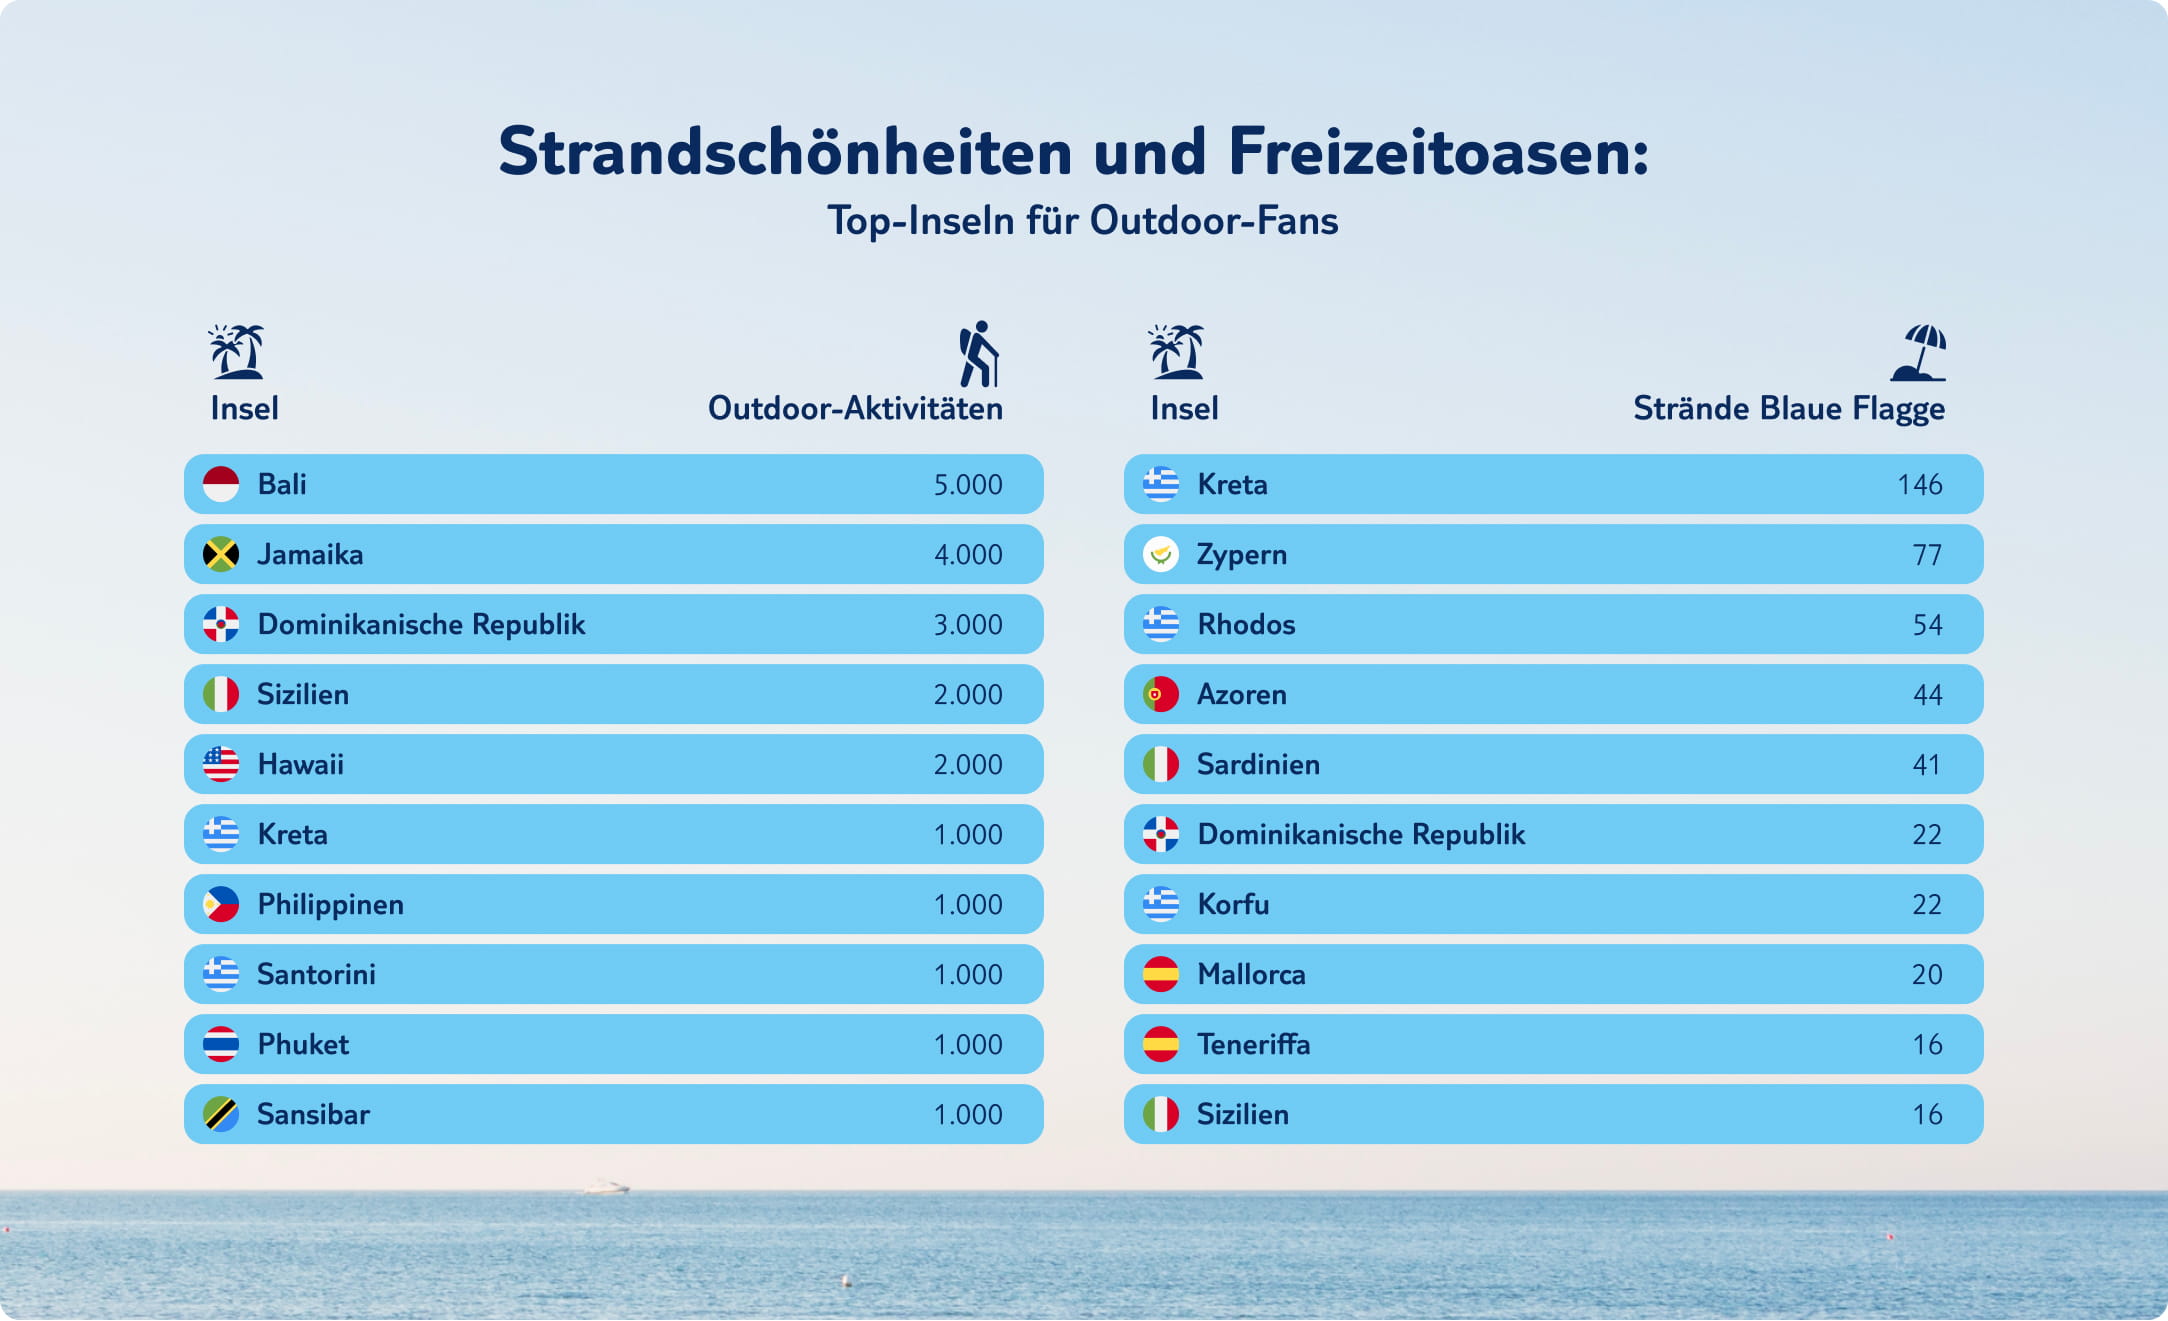 Strandschönheiten und Freizeitoasen:
Top-Inseln für Outdoor-Fans
Insel Outdoor-Aktivitäten
Bali 5.000
Jamaika 4.000
Dominikanische Republik 3.000
Sizilien 2.000
Hawaii 2.000
Kreta 1.000
Philippinen 1.000
Santorini 1.000
Phuket 1.000
Sansibar 1.000
Insel Strände Blaue Flagge
Kreta 146
Zypern 77
Rhodos 54
Azoren 44
Sardinien 41
Dominikanische Republik 22
Korfu 22
Mallorca 20
Teneriffa 16
Sizilien 16